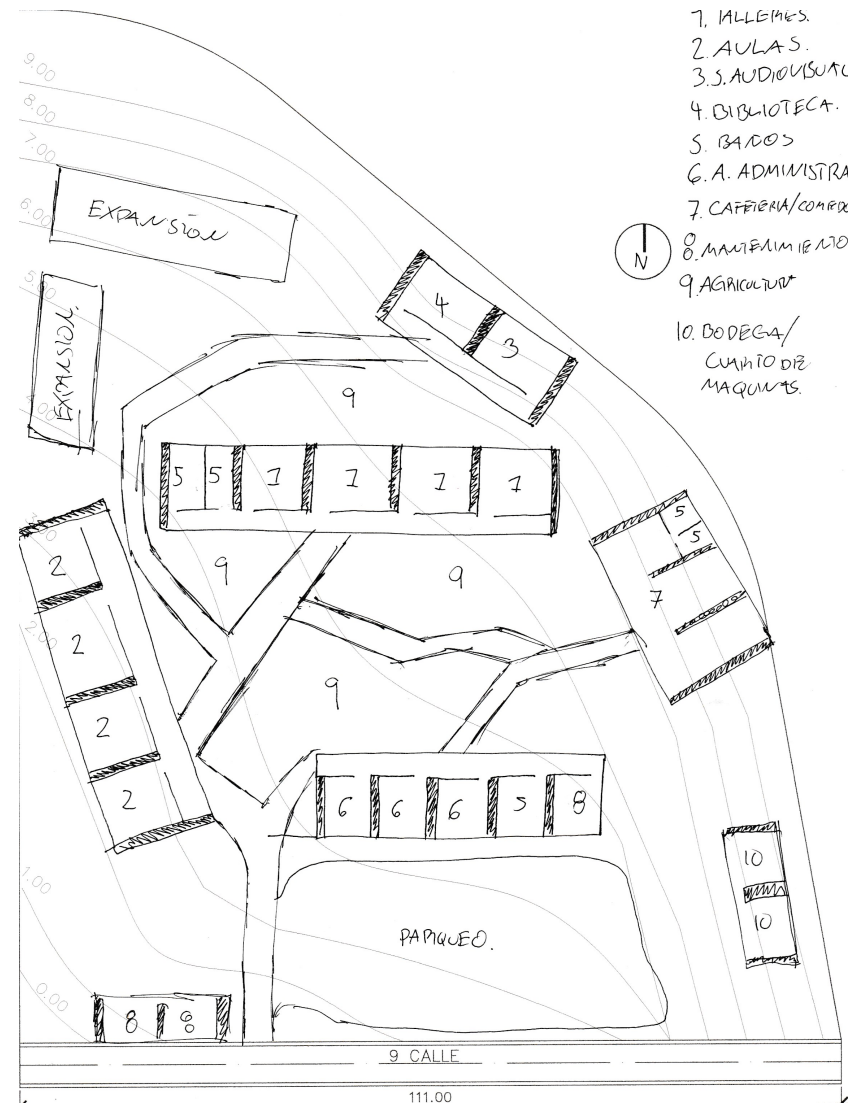 1. TALLERES.
2. AULAS.
3.S.AUDIOVISUAL
4. BIBLIOTECA.
5. BAÑOS
6. A. ADMINISTRA
7. CAFETERIA/COMEDO
8. MANTENIMIENTO
9. AGRICULTURA
10. BODEGA/
CUARTO DE
MAQUINAS.
N
9.00
8.00
7.00
6.00
5.00
4.00
3.00
2.00
1.00
0.00
EXPANSIÓN
EXPANSIÓN.
4
3
9
5 5 1 1 1 1
5
5
7
9
9
2
2
2
2
9
6 6 6 5 8
10
10
PARQUEO.
8 8
9 CALLE
111.00